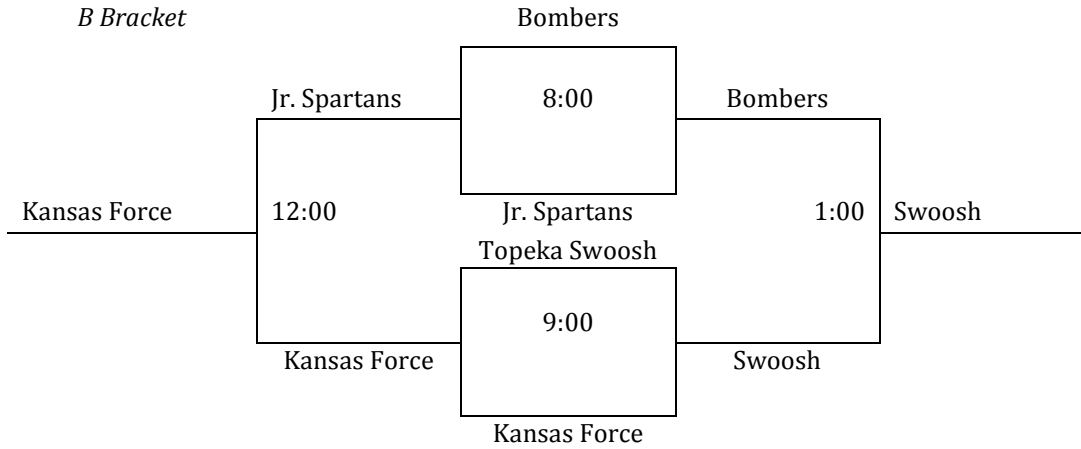 B Bracket
Bombers
Jr. Spartans
8:00
Bombers
Kansas Force
12:00
Jr. Spartans
1:00
Swoosh
Topeka Swoosh
9:00
Kansas Force
Swoosh
Kansas Force